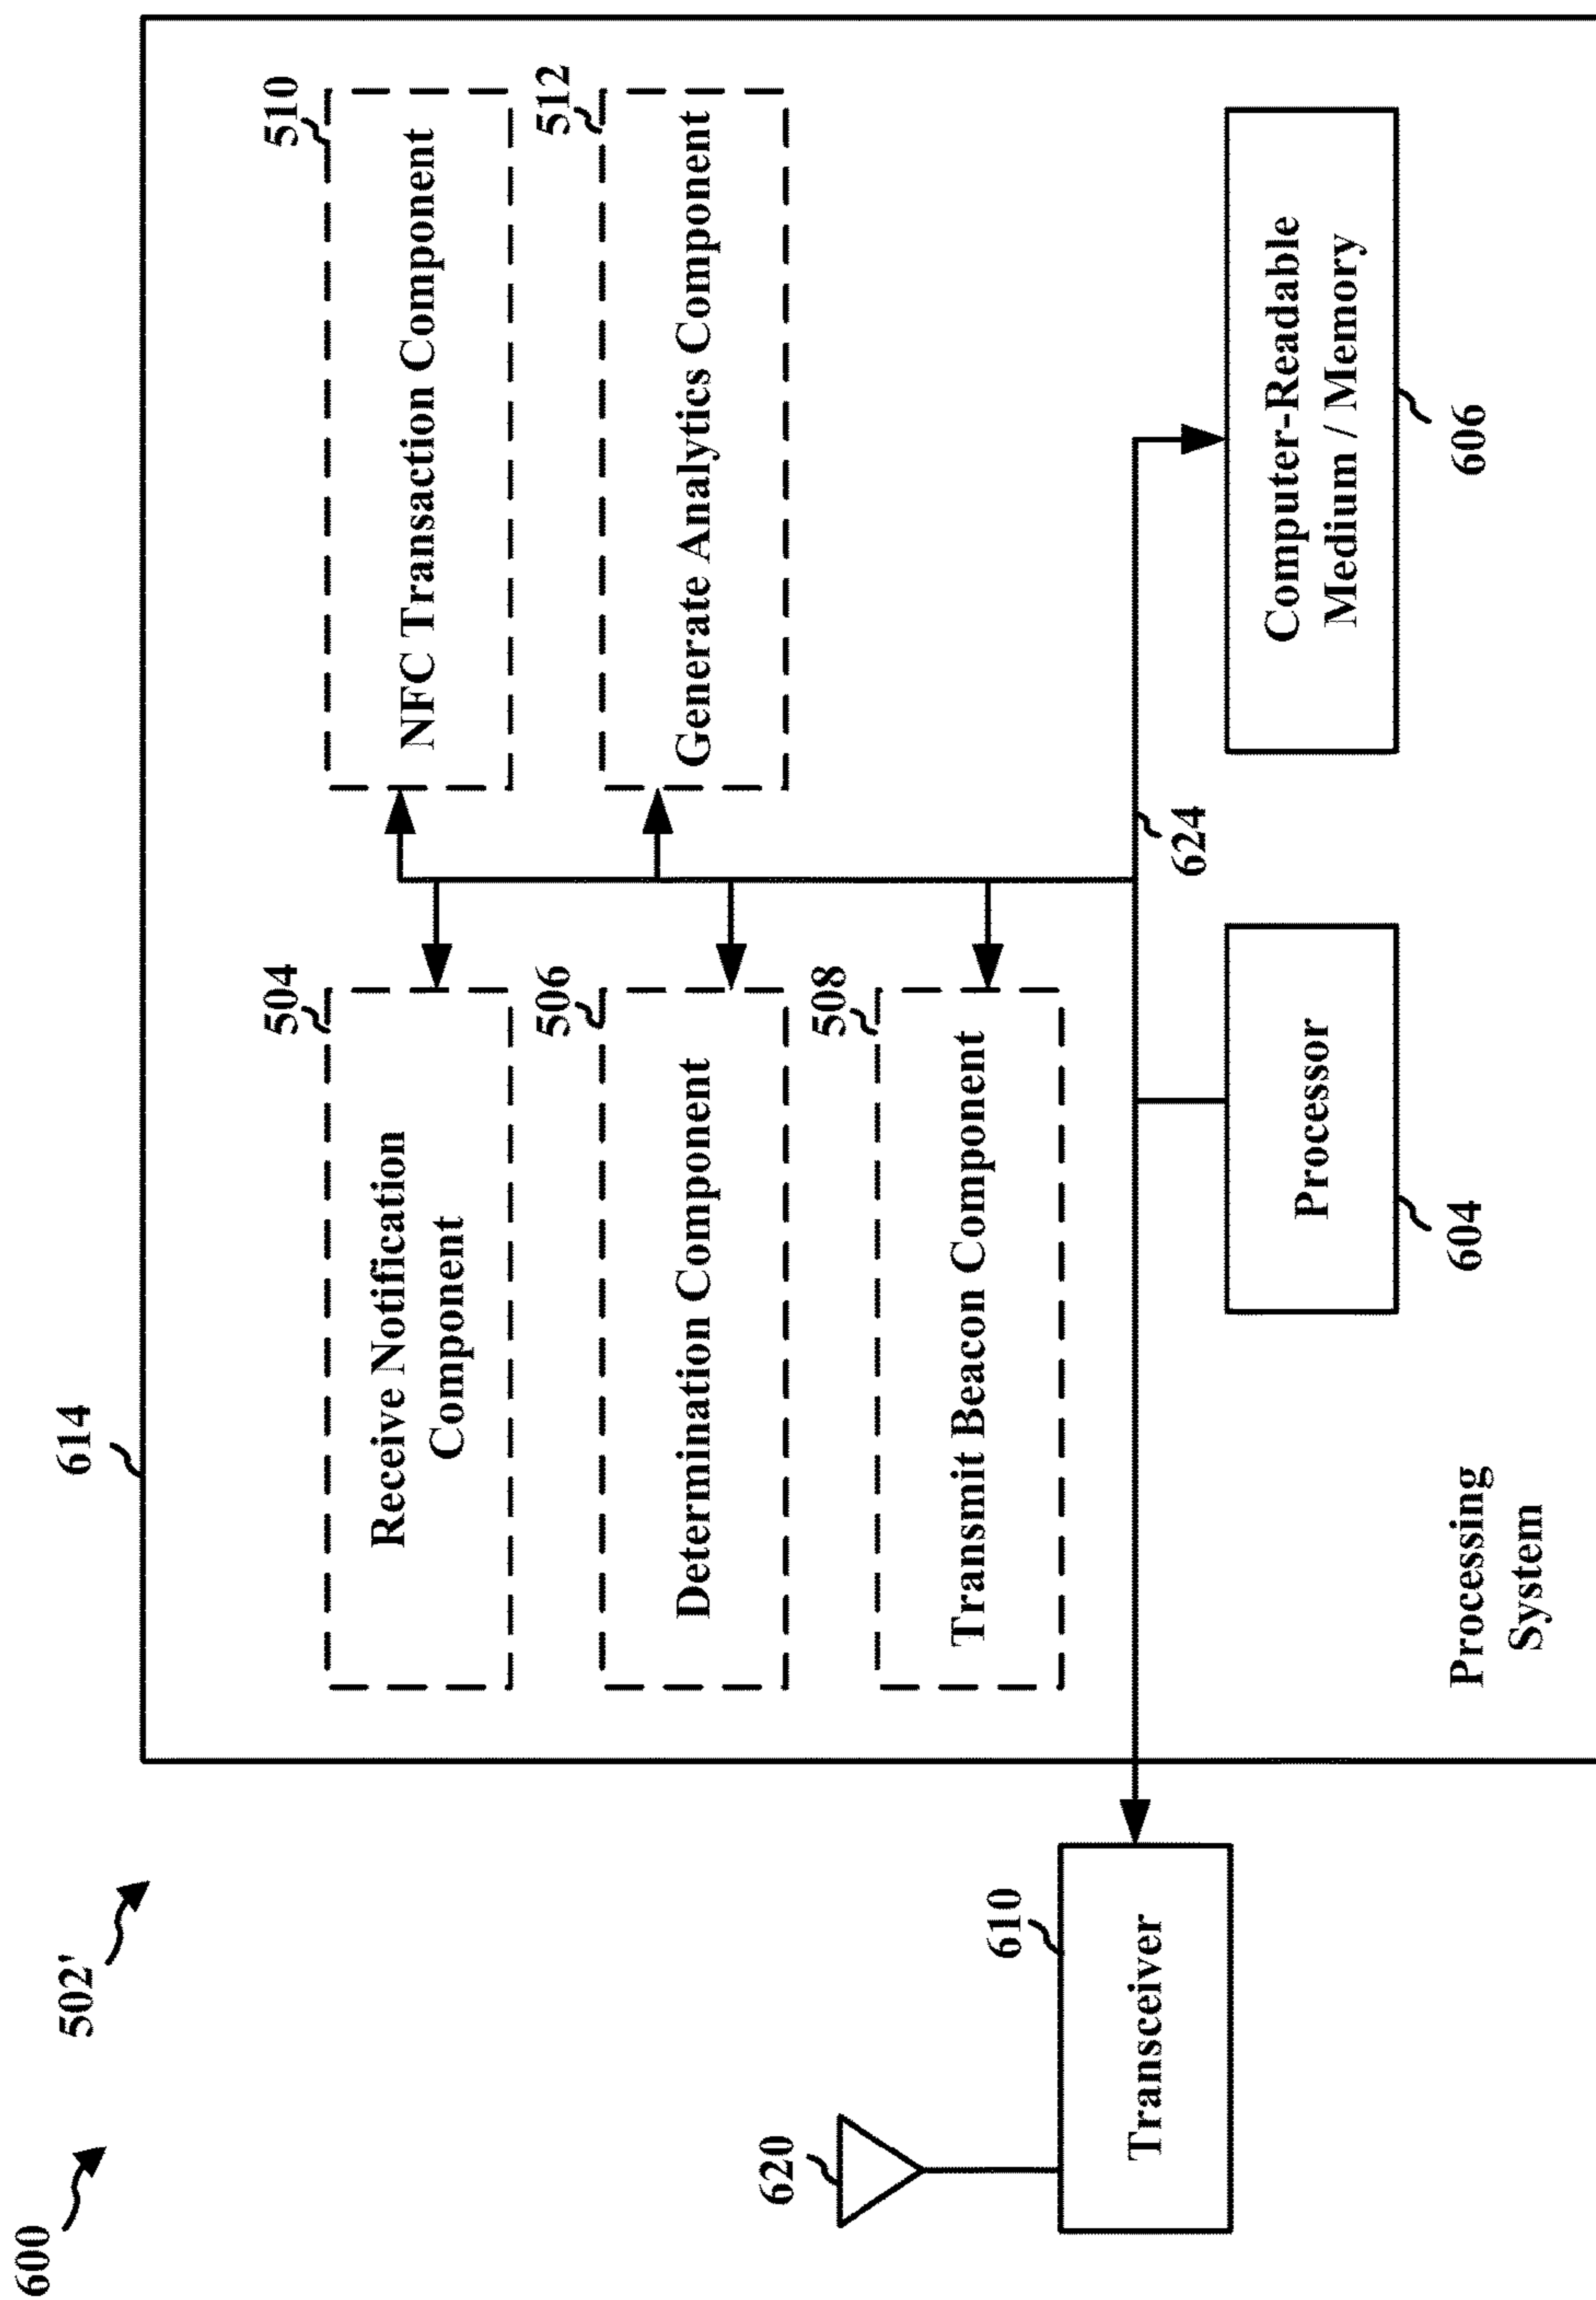 600
502'
614
504
Receive Notification
Component
510
NFC Transaction Component
506
Determination Component
512
Generate Analytics Component
508
Transmit Beacon Component
620
610
Transceiver
624
Processor
604
Computer-Readable
Medium / Memory
606
Processing
System